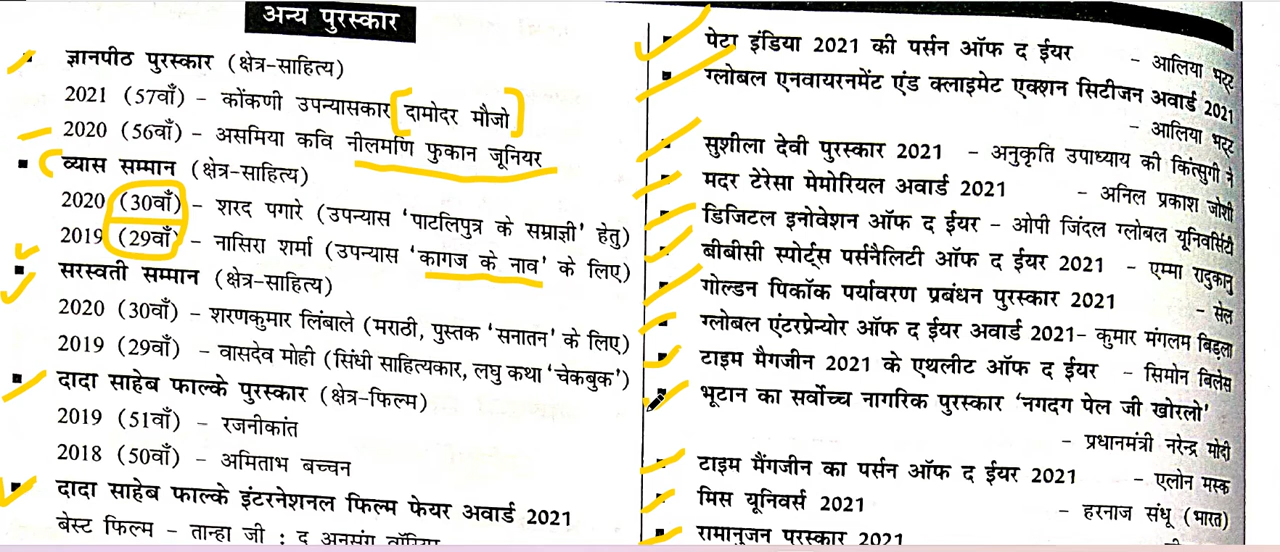 अन्य पुरस्कार
ज्ञानपीठ पुरस्कार (क्षेत्र-साहित्य)
2021 (57वाँ) – कोंकणी उपन्यासकार दामोदर मौजो
2020 (56वाँ) – असमिया कवि नीलमणि फुकान जूनियर
व्यास सम्मान (क्षेत्र-साहित्य)
2020 (30वाँ) – शरद पगारे (उपन्यास 'पाटलिपुत्र के सम्राज्ञी' हेतु)
2019 (29वाँ) – नासिरा शर्मा (उपन्यास 'कागज के नाव' के लिए)
सरस्वती सम्मान (क्षेत्र-साहित्य)
2020 (30वाँ) – शरणकुमार लिंबाले (मराठी, पुस्तक 'सनातन' के लिए)
2019 (29वाँ) – वासदेव मोही (सिंधी साहित्यकार, लघु कथा 'चेकबुक')
दादा साहेब फाल्के पुरस्कार (क्षेत्र-फिल्म)
2019 (51वाँ) – रजनीकांत
2018 (50वाँ) – अमिताभ बच्चन
दादा साहेब फाल्के इंटरनेशनल फिल्म फेयर अवार्ड 2021
बेस्ट फिल्म – तान्हा जी : द अनसंग वॉरिया
पेटा इंडिया 2021 की पर्सन ऑफ द ईयर – आलिया भट्ट
ग्लोबल एनवायरनमेंट एंड क्लाइमेट एक्शन सिटीजन अवार्ड 2021
– आलिया भट्ट
सुशीला देवी पुरस्कार 2021 – अनुकृति उपाध्याय की कित्सुगी ने
मदर टेरेसा मेमोरियल अवार्ड 2021 – अनिल प्रकाश जोशी
डिजिटल इनोवेशन ऑफ द ईयर – ओपी जिंदल ग्लोबल यूनिवर्सिटी
बीबीसी स्पोर्ट्स पर्सनैलिटी ऑफ द ईयर 2021 – एम्मा रादुकानु
गोल्डन पिकॉक पर्यावरण प्रबंधन पुरस्कार 2021 – सेल
ग्लोबल एंटरप्रेन्योर ऑफ द ईयर अवार्ड 2021– कुमार मंगलम बिड़ला
टाइम मैगजीन 2021 के एथलीट ऑफ द ईयर – सिमोन बिलेस
भूटान का सर्वोच्च नागरिक पुरस्कार 'नगदग पेल जी खोरलो'
– प्रधानमंत्री नरेन्द्र मोदी
टाइम मैंगजीन का पर्सन ऑफ द ईयर 2021 – एलोन मस्क
मिस यूनिवर्स 2021 – हरनाज संधू (भारत)
रामानुजन पुरस्कार 2021